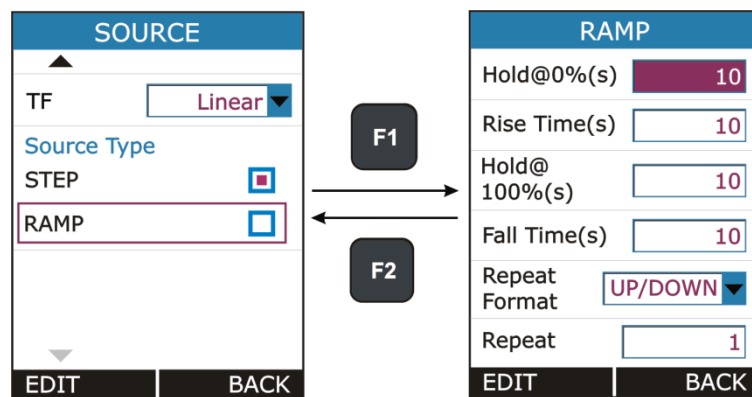 SOURCE
TF Linear
Source Type
STEP
RAMP
EDIT BACK
F1
F2
RAMP
Hold@0%(s) 10
Rise Time(s) 10
Hold@
100%(s) 10
Fall Time(s) 10
Repeat
Format UP/DOWN
Repeat 1
EDIT BACK